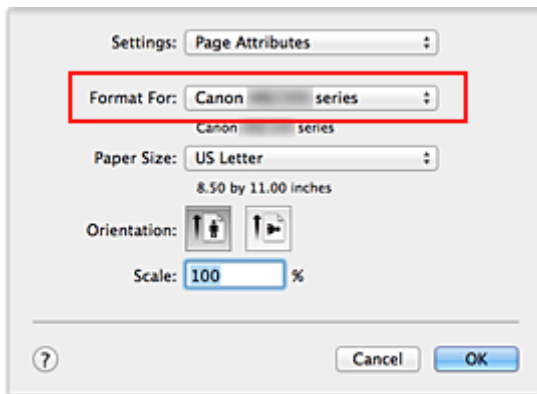 Settings: Page Attributes
Format For: Canon series
Canon series
Paper Size: US Letter
8.50 by 11.00 inches
Orientation:
Scale: 100 %
?
Cancel OK